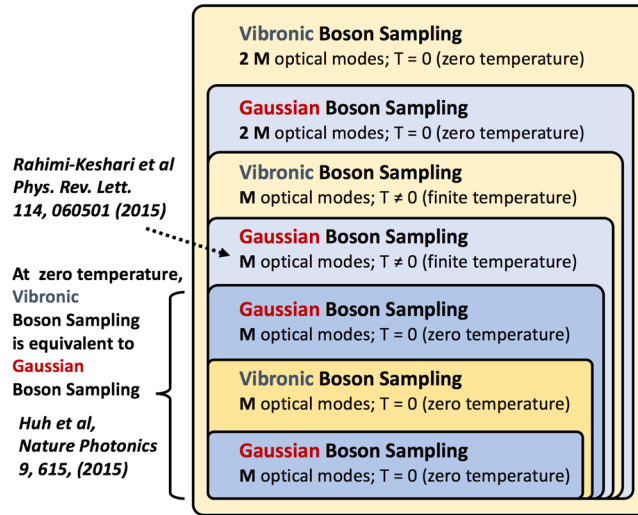 Vibronic Boson Sampling
2 M optical modes; T = 0 (zero temperature)
Gaussian Boson Sampling
2 M optical modes; T = 0 (zero temperature)
Vibronic Boson Sampling
M optical modes; T ≠ 0 (finite temperature)
Gaussian Boson Sampling
M optical modes; T ≠ 0 (finite temperature)
Gaussian Boson Sampling
M optical modes; T = 0 (zero temperature)
Vibronic Boson Sampling
M optical modes; T = 0 (zero temperature)
Gaussian Boson Sampling
M optical modes; T = 0 (zero temperature)
Rahimi-Keshari et al
Phys. Rev. Lett.
114, 060501 (2015)
At zero temperature,
Vibronic
Boson Sampling
is equivalent to
Gaussian
Boson Sampling
Huh et al,
Nature Photonics
9, 615, (2015)